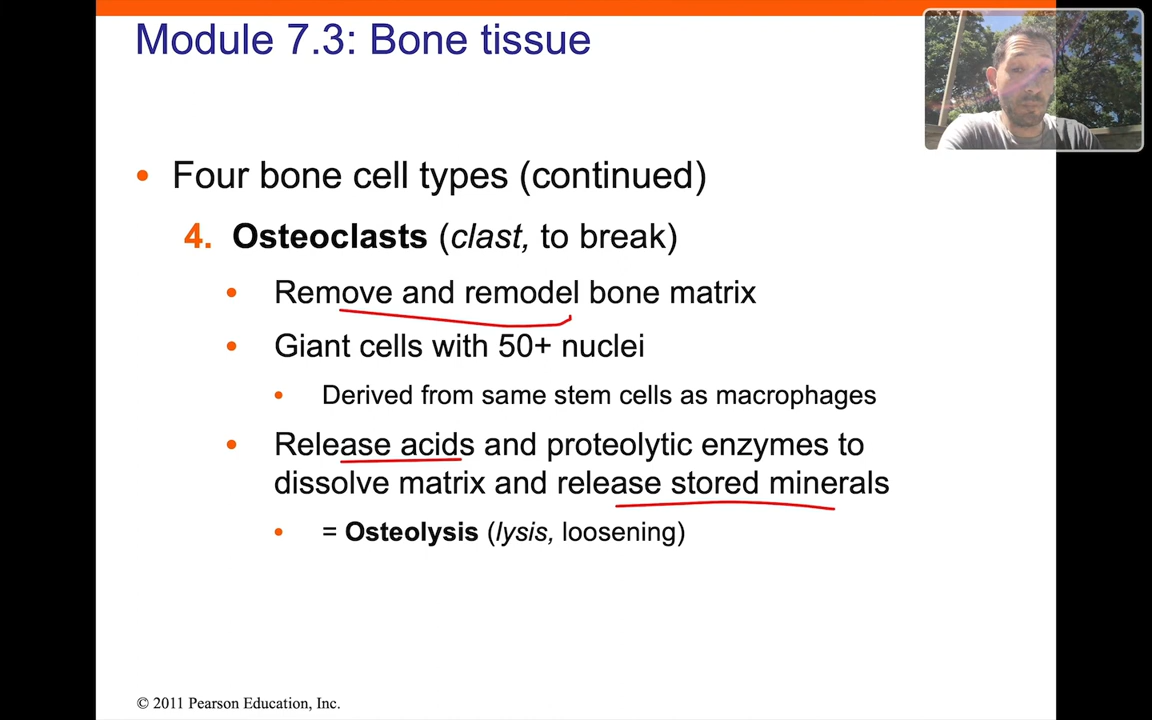 Module 7.3: Bone tissue
• Four bone cell types (continued)
4. Osteoclasts (clast, to break)
• Remove and remodel bone matrix
• Giant cells with 50+ nuclei
• Derived from same stem cells as macrophages
• Release acids and proteolytic enzymes to
dissolve matrix and release stored minerals
• = Osteolysis (lysis, loosening)
© 2011 Pearson Education, Inc.